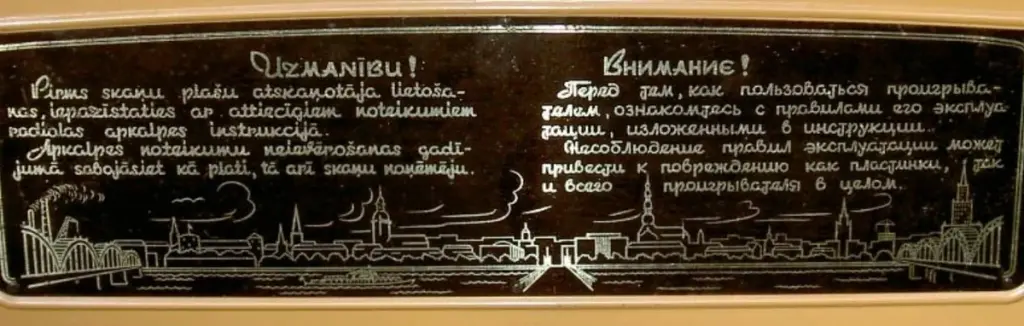 Uzmanību!
Pirms skaņu plašu atskaņotāja lietoša-
nas, iepazīstaties ar attiecīgiem noteikumiem
radiolas apkalpes instrukcijā.
Apkalpes noteikumu neievērošanas gadī-
jumā sabojāsiet kā plati, tā arī skaņu noņēmēju.
Внимание!
Перед тем, как пользоваться проигрыва-
телем, ознакомтесь с правилами его эксплуа-
тации, изложенными в инструкции.
Несоблюдение правил эксплуатации может
привести к повреждению как пластинки, так
и всего проигрывателя в целом.